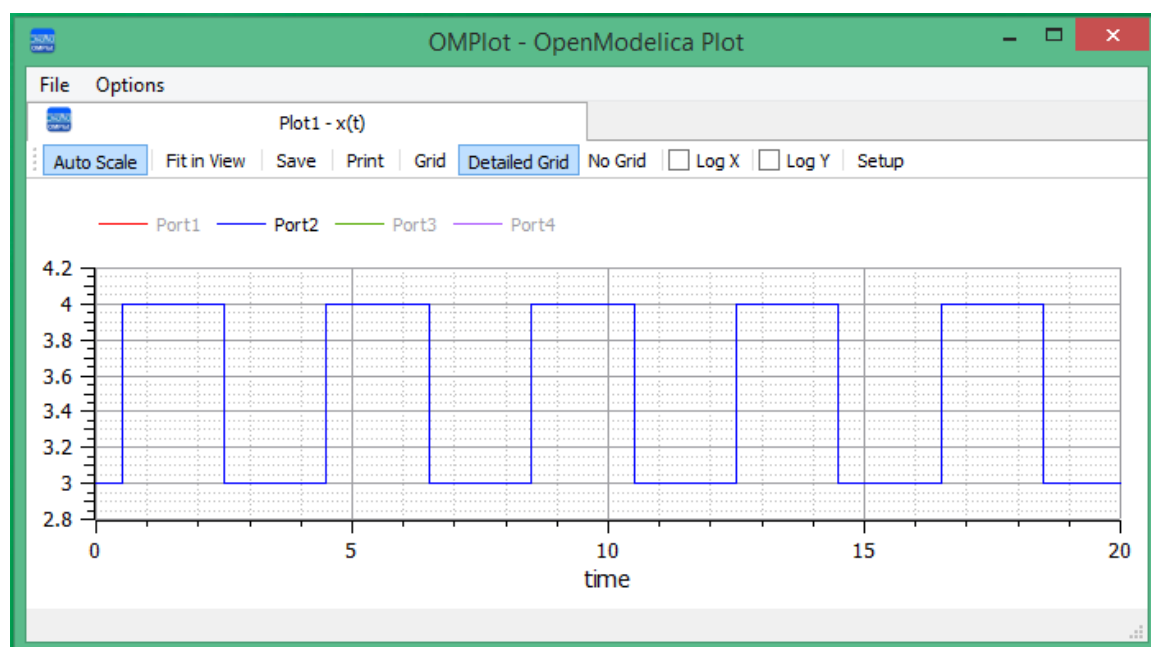 OMPlot - OpenModelica Plot
File Options
Plot1 - x(t)
Auto Scale Fit in View Save Print Grid Detailed Grid No Grid Log X Log Y Setup
Port1 Port2 Port3 Port4
4.2
4
3.8
3.6
3.4
3.2
3
2.8
0 5 10 15 20
time